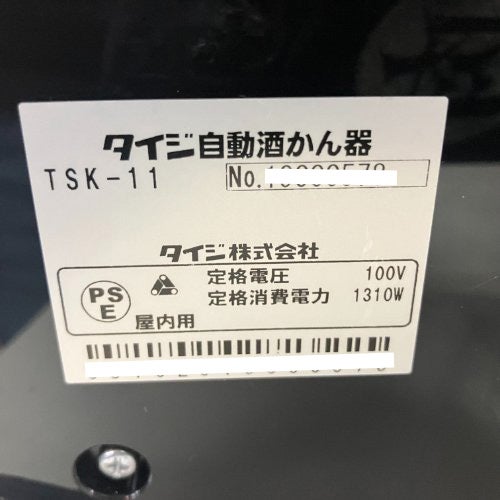 タイジ自動酒かん器
TSK-11
No.
タイジ株式会社
PS
E
定格電圧 100V
定格消費電力 1310W
屋内用